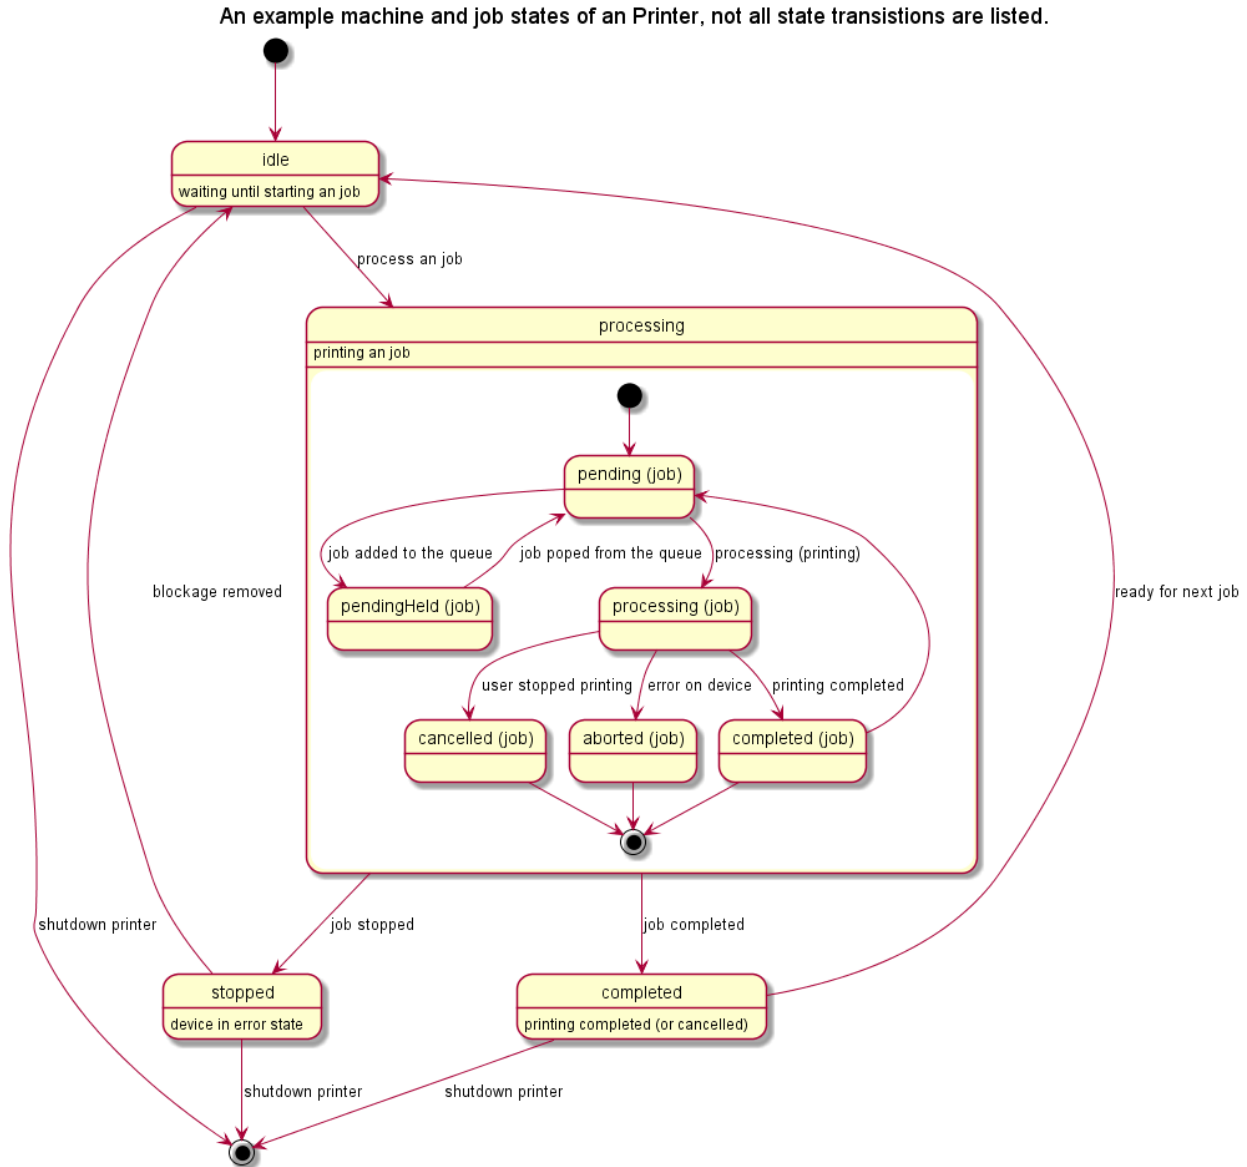 An example machine and job states of an Printer, not all state transistions are listed.
idle
waiting until starting an job
process an job
processing
printing an job
pending (job)
job added to the queue
job poped from the queue
processing (printing)
blockage removed
ready for next job
pendingHeld (job)
processing (job)
user stopped printing
error on device
printing completed
cancelled (job)
aborted (job)
completed (job)
shutdown printer
job stopped
job completed
stopped
device in error state
completed
printing completed (or cancelled)
shutdown printer
shutdown printer